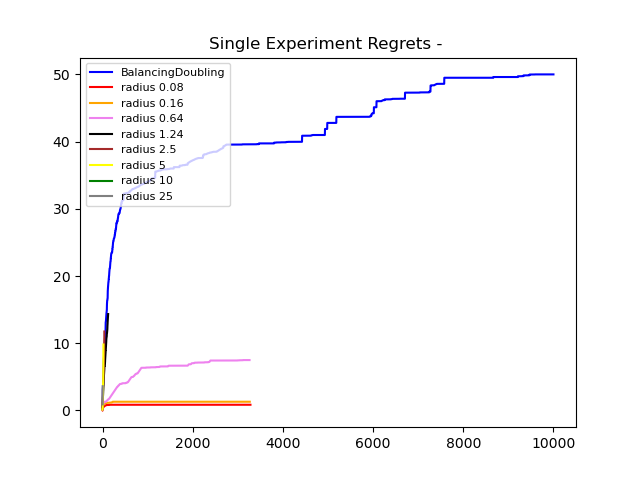 Single Experiment Regrets -
50
40
30
20
10
0
BalancingDoubling
radius 0.08
radius 0.16
radius 0.64
radius 1.24
radius 2.5
radius 5
radius 10
radius 25
0 2000 4000 6000 8000 10000